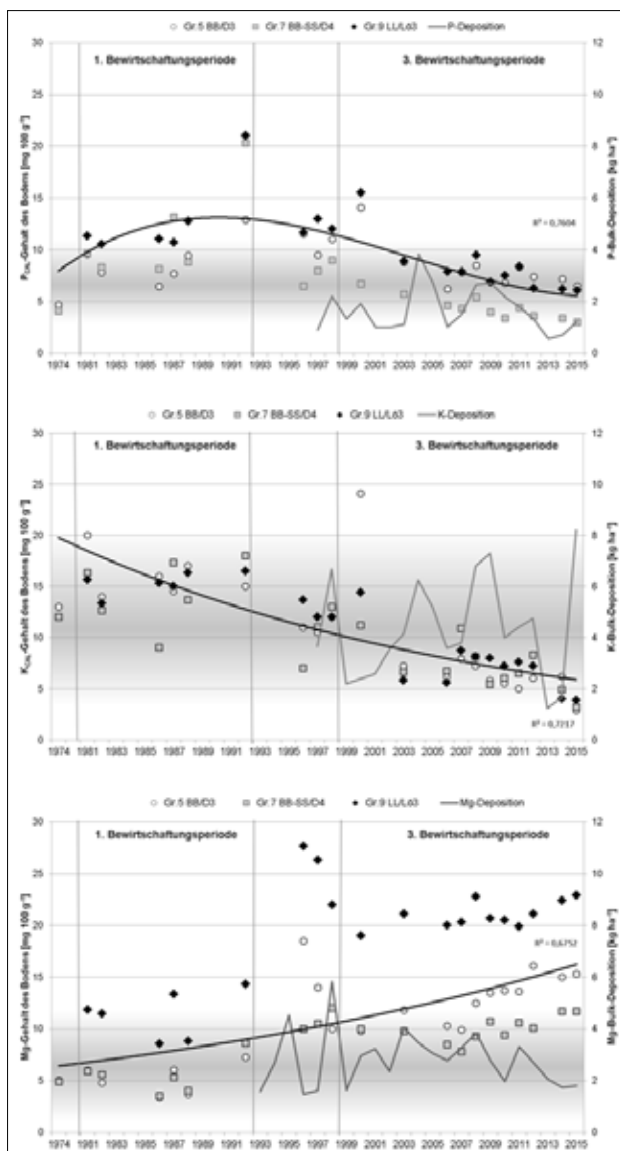 Gr.5 BB/D3 Gr.7 BB-SS/D4 Gr.9 LL/Lö3 P-Deposition
1. Bewirtschaftungsperiode 3. Bewirtschaftungsperiode
P_CAL-Gehalt des Bodens [mg 100 g⁻¹]
P-Bulk-Deposition [kg ha⁻¹]
30 25 20 15 10 5 0
12 10 8 6 4 2 0
R² = 0,7604
1974 1981 1983 1985 1987 1989 1991 1993 1995 1997 1999 2001 2003 2005 2007 2009 2011 2013 2015
Gr.5 BB/D3 Gr.7 BB-SS/D4 Gr.9 LL/Lö3 K-Deposition
1. Bewirtschaftungsperiode 3. Bewirtschaftungsperiode
K_CAL-Gehalt des Bodens [mg 100 g⁻¹]
K-Bulk-Deposition [kg ha⁻¹]
30 25 20 15 10 5 0
12 10 8 6 4 2 0
R² = 0,7217
1974 1981 1983 1985 1987 1989 1991 1993 1995 1997 1999 2001 2003 2005 2007 2009 2011 2013 2015
Gr.5 BB/D3 Gr.7 BB-SS/D4 Gr.9 LL/Lö3 Mg-Deposition
1. Bewirtschaftungsperiode 3. Bewirtschaftungsperiode
Mg-Gehalt des Bodens [mg 100 g⁻¹]
Mg-Bulk-Deposition [kg ha⁻¹]
30 25 20 15 10 5 0
12 10 8 6 4 2 0
R² = 0,6752
1974 1981 1983 1985 1987 1989 1991 1993 1995 1997 1999 2001 2003 2005 2007 2009 2011 2013 2015